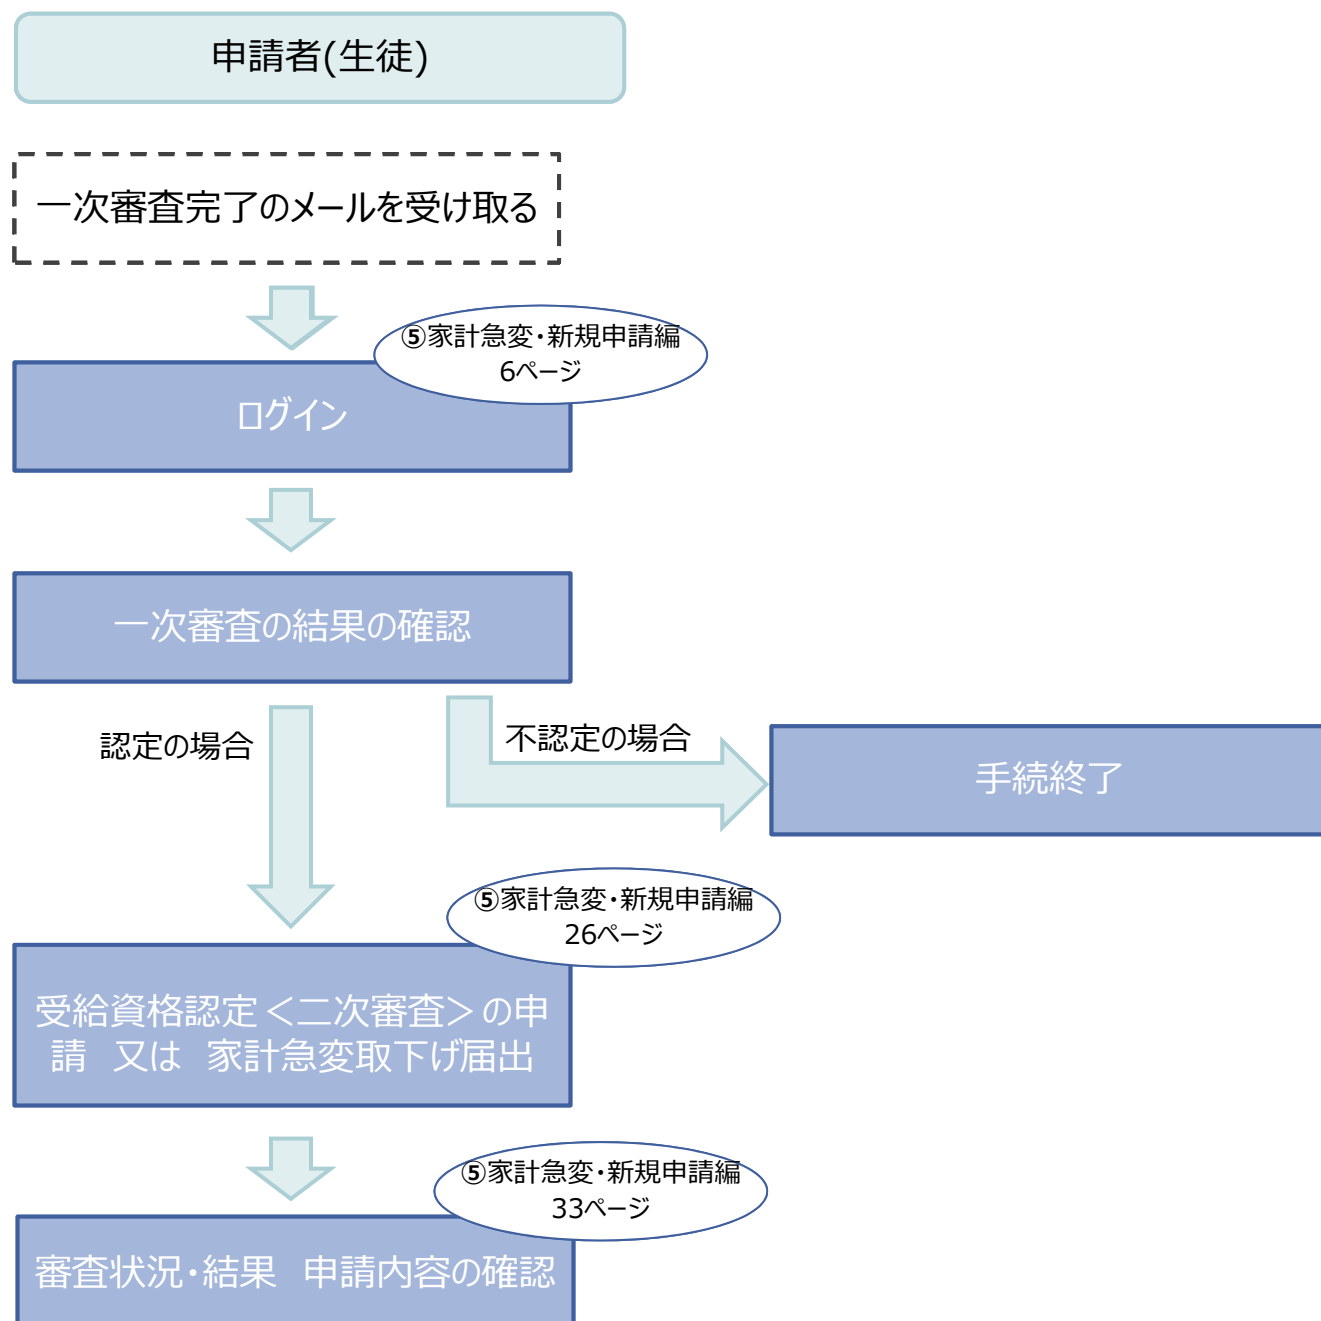 申請者(生徒)
一次審査完了のメールを受け取る
⑤家計急変・新規申請編
6ページ
ログイン
一次審査の結果の確認
認定の場合
不認定の場合
手続終了
⑤家計急変・新規申請編
26ページ
受給資格認定＜二次審査＞の申
請　又は　家計急変取下げ届出
⑤家計急変・新規申請編
33ページ
審査状況・結果　申請内容の確認